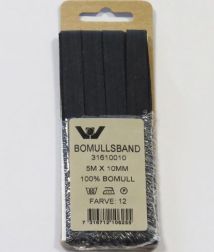 W
BOMULLSBAND
31610010
5M X 10MM
100% BOMULL
FARVE: 12